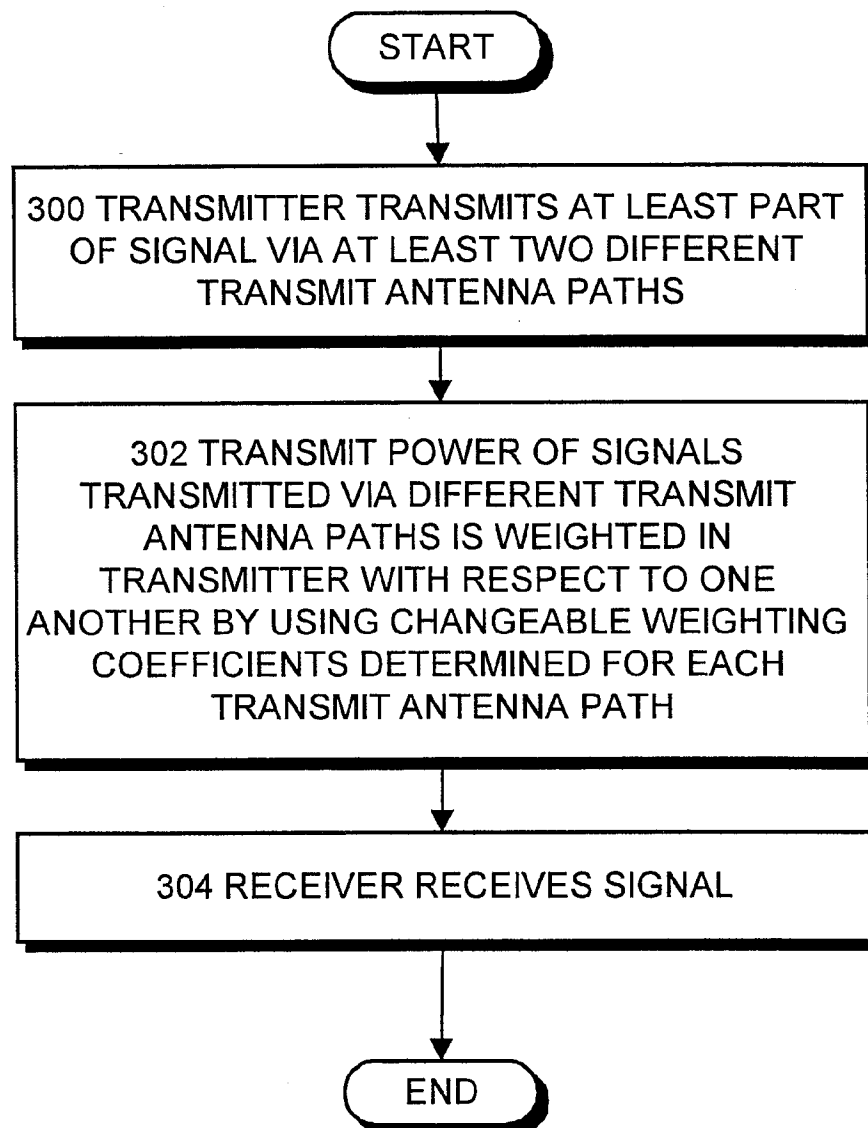 START
300 TRANSMITTER TRANSMITS AT LEAST PART
OF SIGNAL VIA AT LEAST TWO DIFFERENT
TRANSMIT ANTENNA PATHS
302 TRANSMIT POWER OF SIGNALS
TRANSMITTED VIA DIFFERENT TRANSMIT
ANTENNA PATHS IS WEIGHTED IN
TRANSMITTER WITH RESPECT TO ONE
ANOTHER BY USING CHANGEABLE WEIGHTING
COEFFICIENTS DETERMINED FOR EACH
TRANSMIT ANTENNA PATH
304 RECEIVER RECEIVES SIGNAL
END